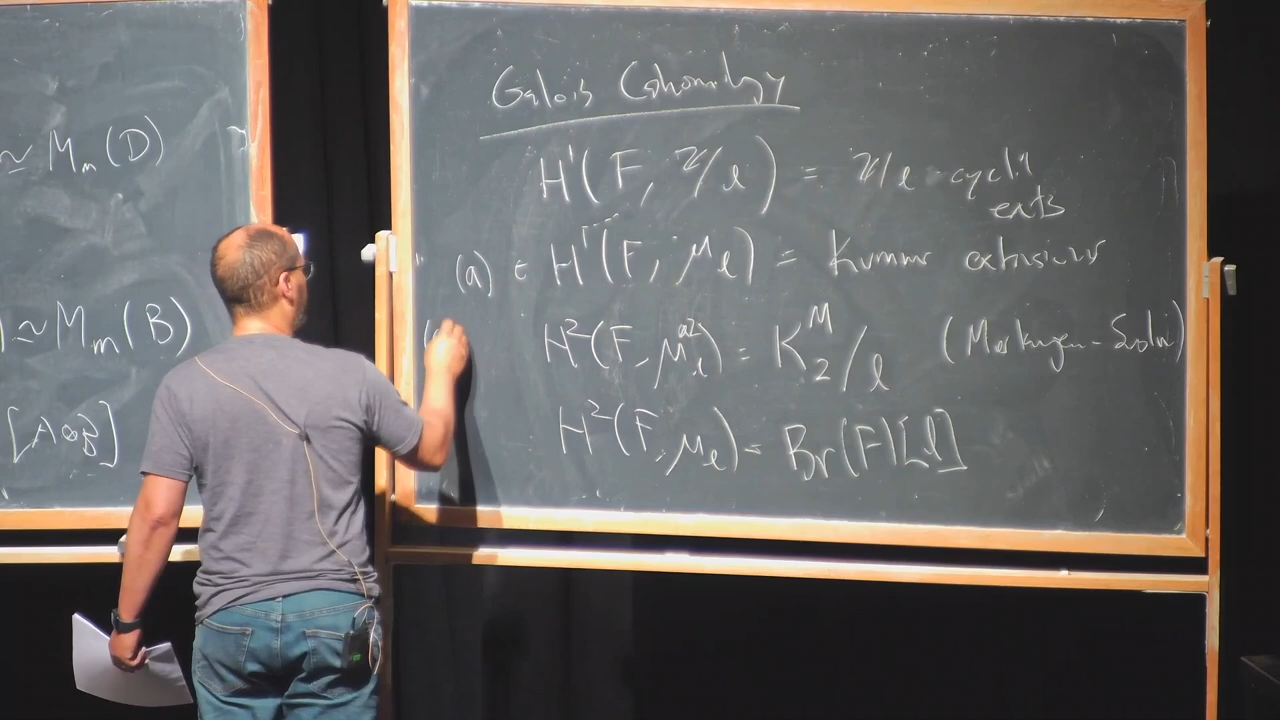 ≃ M_m(D)
≃ M_m(B)
[A⊗B]
Galois Cohomology
H¹(F, ℤ/ℓ) = ℤ/ℓ-cyclic
exts
(a) ∈ H¹(F, μ_ℓ) = Kummer extensions
( H²(F, μ_ℓ^{⊗2}) = K₂^M/ℓ (Merkurjev-Suslin)
H²(F, μ_ℓ) = Br(F)[ℓ]